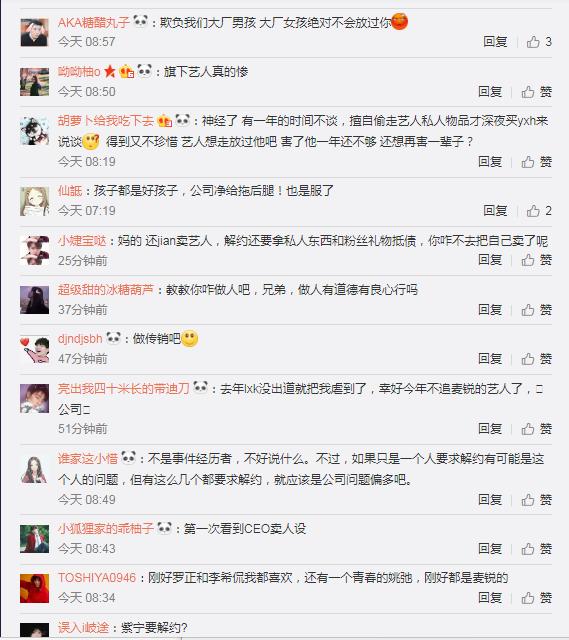 AKA糖醋丸子：欺负我们大厂男孩 大厂女孩绝对不会放过你
今天 08:57
回复 3
呦呦柚o：旗下艺人真的惨
今天 08:50
回复 赞
胡萝卜给我吃下去：神经了 有一年的时间不谈，擅自偷走艺人私人物品才深夜买yxh来
说谈 得到又不珍惜 艺人想走放过他吧 害了他一年还不够 还想再害一辈子？
今天 08:19
回复 赞
仙詆：孩子都是好孩子，公司净给拖后腿！也是服了
今天 07:19
回复 2
小婕宝哒：妈的 还jian卖艺人，解约还要拿私人东西和粉丝礼物抵债，你咋不去把自己卖了呢
25分钟前
回复 赞
超级甜的冰糖葫芦：教教你咋做人吧，兄弟，做人有道德有良心行吗
37分钟前
回复 赞
djndjsbh：做传销吧
47分钟前
回复 赞
亮出我四十米长的带迪刀：去年lxk没出道就把我虐到了，幸好今年不追麦锐的艺人了，
公司
51分钟前
回复 赞
谁家这小惜：不是事件经历者，不好说什么。不过，如果只是一个人要求解约有可能是这
个人的问题，但有这么几个都要求解约，就应该是公司问题偏多吧。
今天 08:49
回复 赞
小狐狸家的乖柚子：第一次看到CEO卖人设
今天 08:43
回复 赞
TOSHIYA0946：刚好罗正和李希侃我都喜欢，还有一个青春的姚弛，刚好都是麦锐的
今天 08:34
回复 赞
误入i岐途：紫宁要解约?